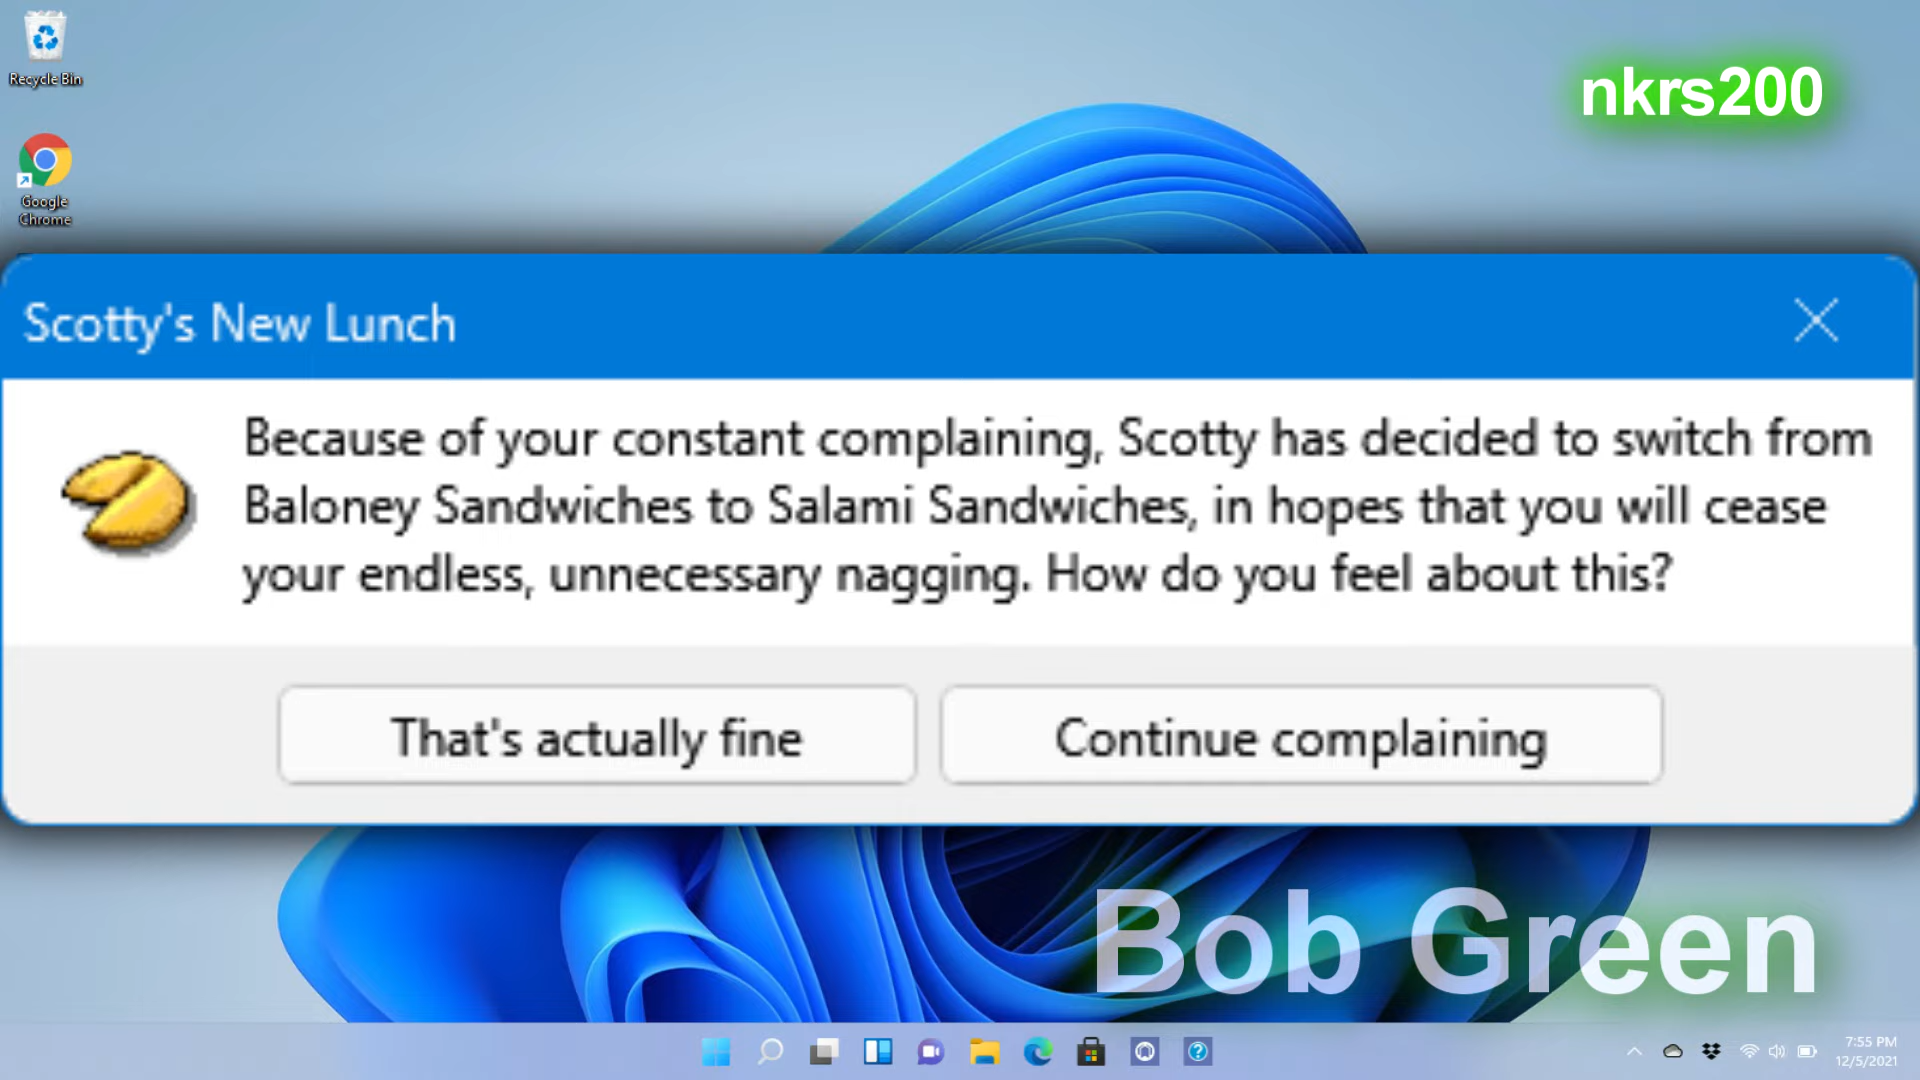 Recycle Bin
nkrs200
Google
Chrome
Scotty's New Lunch
Because of your constant complaining, Scotty has decided to switch from
Baloney Sandwiches to Salami Sandwiches, in hopes that you will cease
your endless, unnecessary nagging. How do you feel about this?
That's actually fine
Continue complaining
Bob Green
7:55 PM
12/5/2021